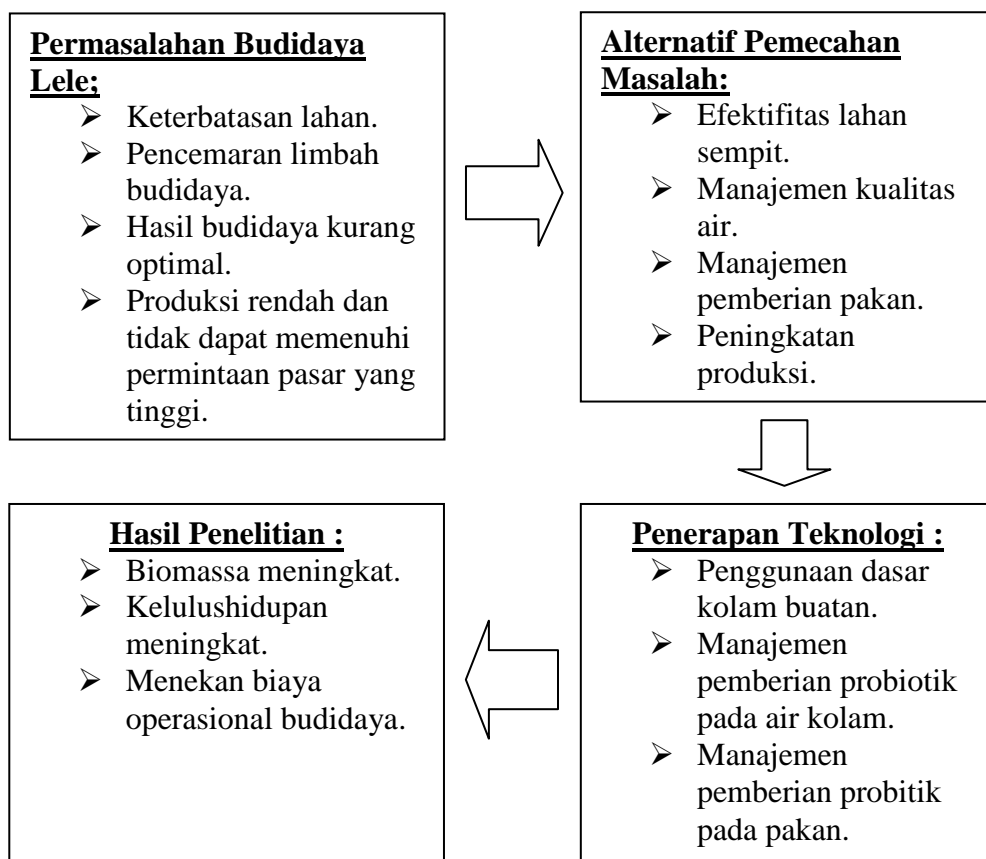 Permasalahan Budidaya
Lele;
➢ Keterbatasan lahan.
➢ Pencemaran limbah
budidaya.
➢ Hasil budidaya kurang
optimal.
➢ Produksi rendah dan
tidak dapat memenuhi
permintaan pasar yang
tinggi.
Alternatif Pemecahan
Masalah:
➢ Efektifitas lahan
sempit.
➢ Manajemen kualitas
air.
➢ Manajemen
pemberian pakan.
➢ Peningkatan
produksi.
Penerapan Teknologi :
➢ Penggunaan dasar
kolam buatan.
➢ Manajemen
pemberian probiotik
pada air kolam.
➢ Manajemen
pemberian probitik
pada pakan.
Hasil Penelitian :
➢ Biomassa meningkat.
➢ Kelulushidupan
meningkat.
➢ Menekan biaya
operasional budidaya.